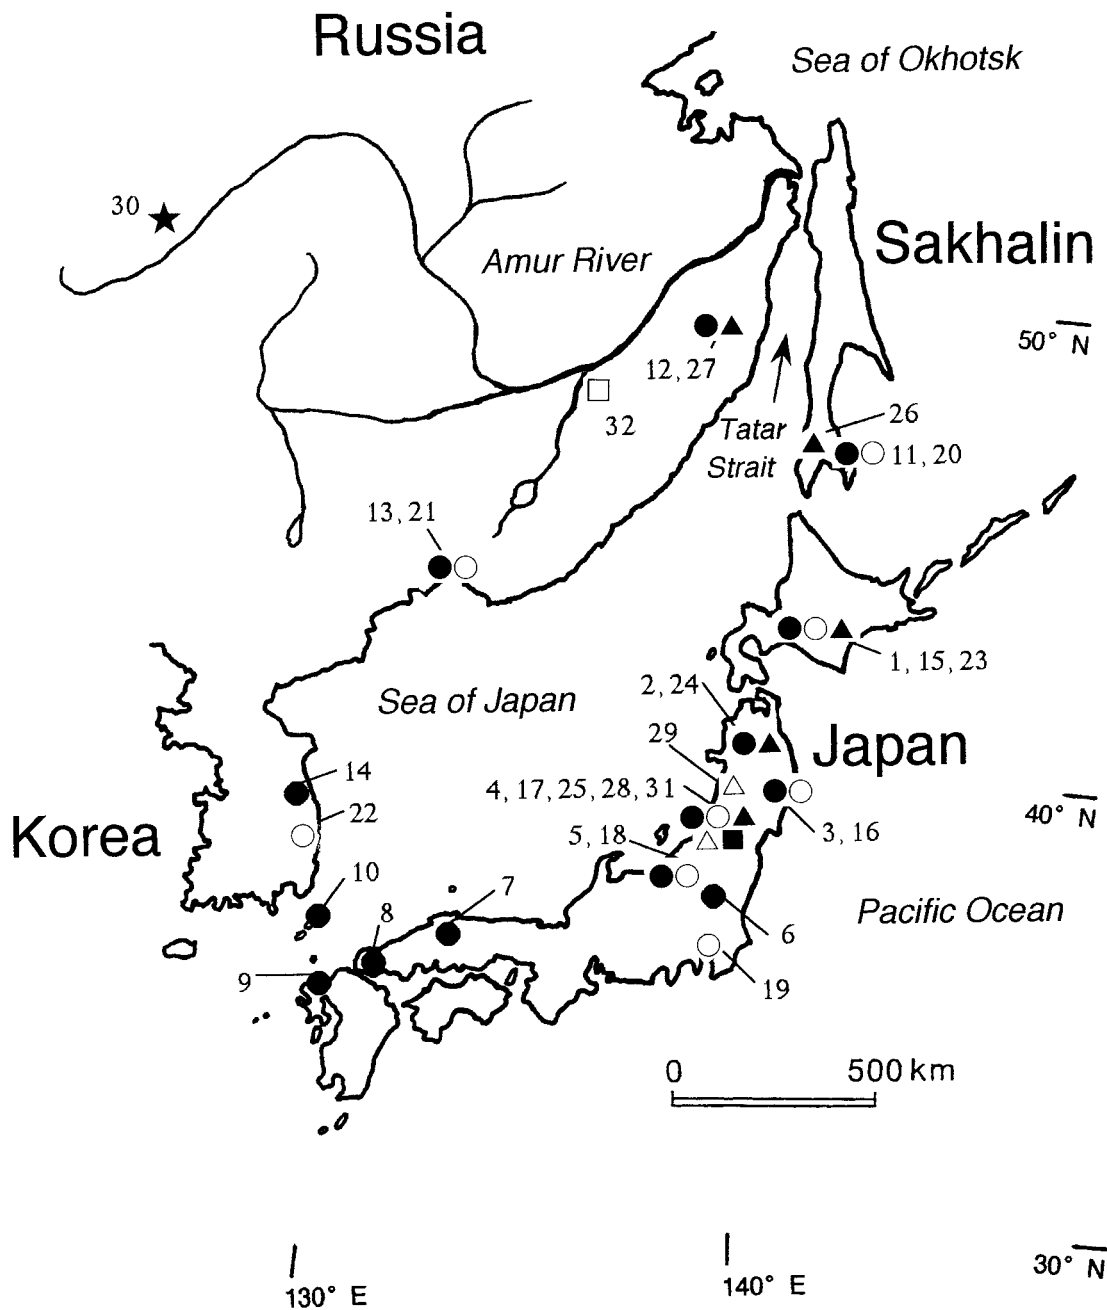 Russia
Sea of Okhotsk
30
Sakhalin
Amur River
50° N
12, 27
26
32
Tatar
Strait
11, 20
13, 21
1, 15, 23
2, 24
Sea of Japan
29
Japan
14
4, 17, 25, 28, 31
22
40° N
Korea
5, 18
3, 16
10
7
8
Pacific Ocean
6
9
19
0
500 km
130° E
140° E
30° N